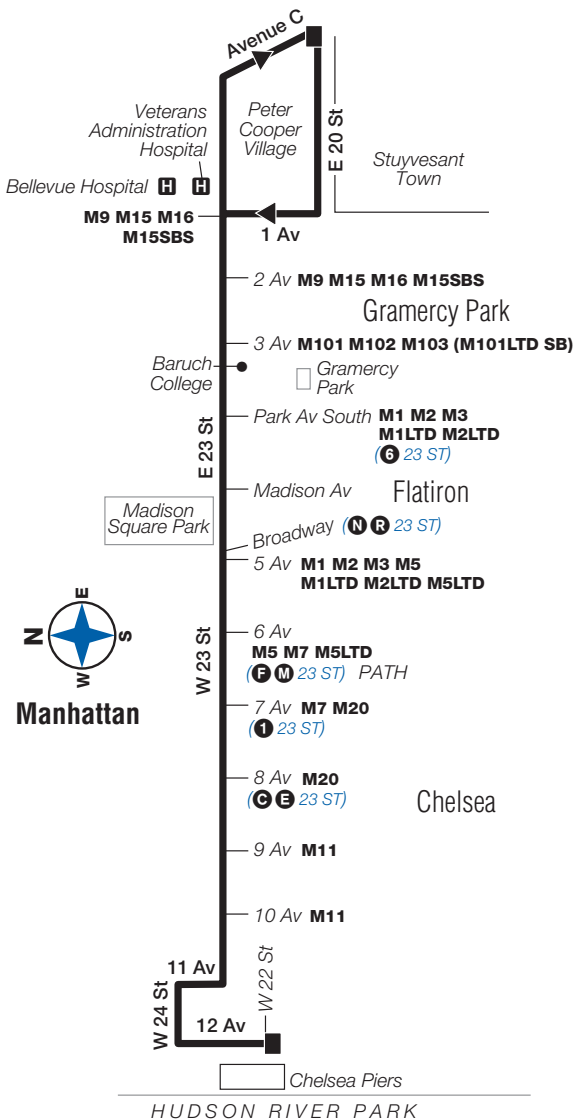 Avenue C
Veterans
Administration
Hospital
Peter
Cooper
Village
E 20 St
Stuyvesant
Town
Bellevue Hospital H H
M9 M15 M16
M15SBS
1 Av
2 Av M9 M15 M16 M15SBS
Gramercy Park
3 Av M101 M102 M103 (M101LTD SB)
Baruch
College
Gramercy
Park
E 23 St
Park Av South M1 M2 M3
M1LTD M2LTD
(6 23 ST)
Madison Av
Flatiron
Madison
Square Park
Broadway (N R 23 ST)
5 Av M1 M2 M3 M5
M1LTD M2LTD M5LTD
N E S W
Manhattan
W 23 St
6 Av
M5 M7 M5LTD
(F M 23 ST) PATH
7 Av M7 M20
(1 23 ST)
8 Av M20
(C E 23 ST)
Chelsea
9 Av M11
10 Av M11
11 Av
W 24 St
12 Av
W 22 St
Chelsea Piers
HUDSON RIVER PARK